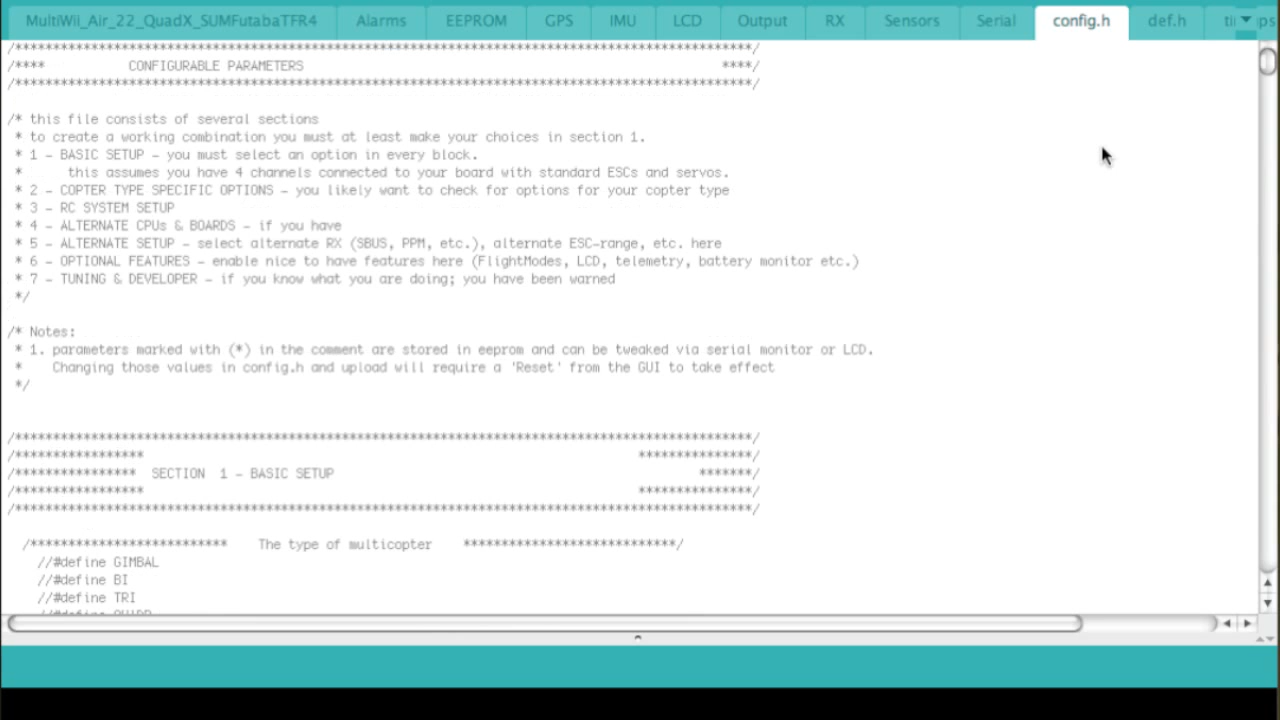 MultiWii_Air_22_QuadX_SUMFutabaTFR4 Alarms EEPROM GPS IMU LCD Output RX Sensors Serial config.h def.h
/**************************************************************************************************/
/**** CONFIGURABLE PARAMETERS ****/
/**************************************************************************************************/
/* this file consists of several sections
* to create a working combination you must at least make your choices in section 1.
* 1 - BASIC SETUP - you must select an option in every block.
* this assumes you have 4 channels connected to your board with standard ESCs and servos.
* 2 - COPTER TYPE SPECIFIC OPTIONS - you likely want to check for options for your copter type
* 3 - RC SYSTEM SETUP
* 4 - ALTERNATE CPUs & BOARDS - if you have
* 5 - ALTERNATE SETUP - select alternate RX (SBUS, PPM, etc.), alternate ESC-range, etc. here
* 6 - OPTIONAL FEATURES - enable nice to have features here (FlightModes, LCD, telemetry, battery monitor etc.)
* 7 - TUNING & DEVELOPER - if you know what you are doing; you have been warned
*/
/* Notes:
* 1. parameters marked with (*) in the comment are stored in eeprom and can be tweaked via serial monitor or LCD.
* Changing those values in config.h and upload will require a 'Reset' from the GUI to take effect
*/
/**************************************************************************************************/
/***************** ***************/
/**************** SECTION 1 - BASIC SETUP *******/
/***************** ***************/
/**************************************************************************************************/
/************************** The type of multicopter ****************************/
//#define GIMBAL
//#define BI
//#define TRI